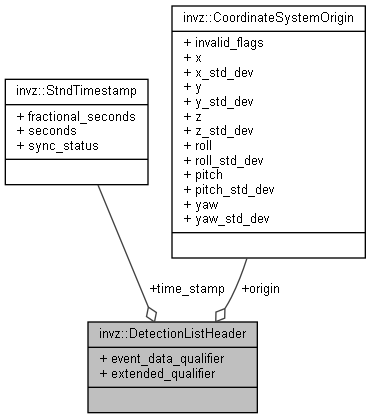 invz::CoordinateSystemOrigin
+ invalid_flags
+ x
+ x_std_dev
+ y
+ y_std_dev
+ z
+ z_std_dev
+ roll
+ roll_std_dev
+ pitch
+ pitch_std_dev
+ yaw
+ yaw_std_dev
invz::StndTimestamp
+ fractional_seconds
+ seconds
+ sync_status
+time_stamp
+origin
invz::DetectionListHeader
+ event_data_qualifier
+ extended_qualifier